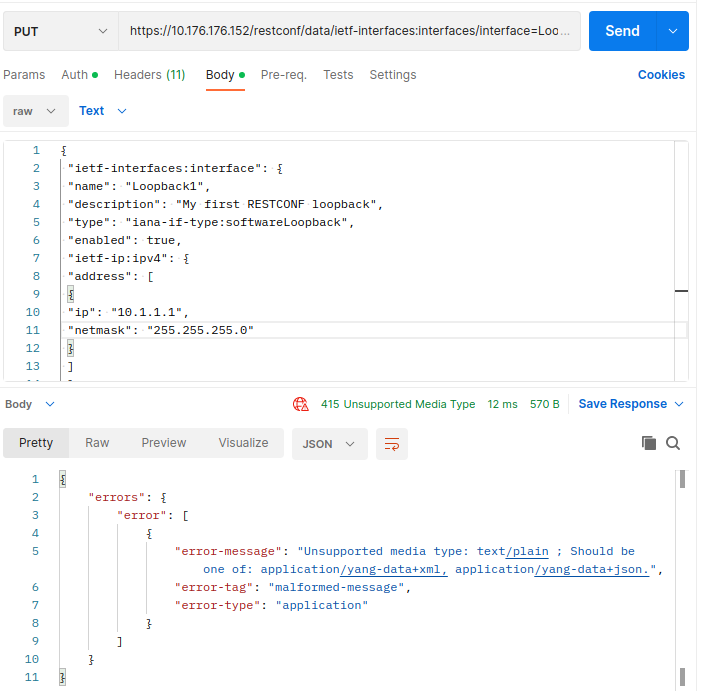 PUT https://10.176.176.152/restconf/data/ietf-interfaces:interfaces/interface=Loo... Send
Params Auth Headers (11) Body Pre-req. Tests Settings Cookies
raw Text
1 {
2 "ietf-interfaces:interface": {
3 "name": "Loopback1",
4 "description": "My first RESTCONF loopback",
5 "type": "iana-if-type:softwareLoopback",
6 "enabled": true,
7 "ietf-ip:ipv4": {
8 "address": [
9 {
10 "ip": "10.1.1.1",
11 "netmask": "255.255.255.0"
12 }
13 ]
Body 415 Unsupported Media Type 12 ms 570 B Save Response
Pretty Raw Preview Visualize JSON
1 {
2 "errors": {
3 "error": [
4 {
5 "error-message": "Unsupported media type: text/plain ; Should be
one of: application/yang-data+xml, application/yang-data+json.",
6 "error-tag": "malformed-message",
7 "error-type": "application"
8 }
9 ]
10 }
11 }